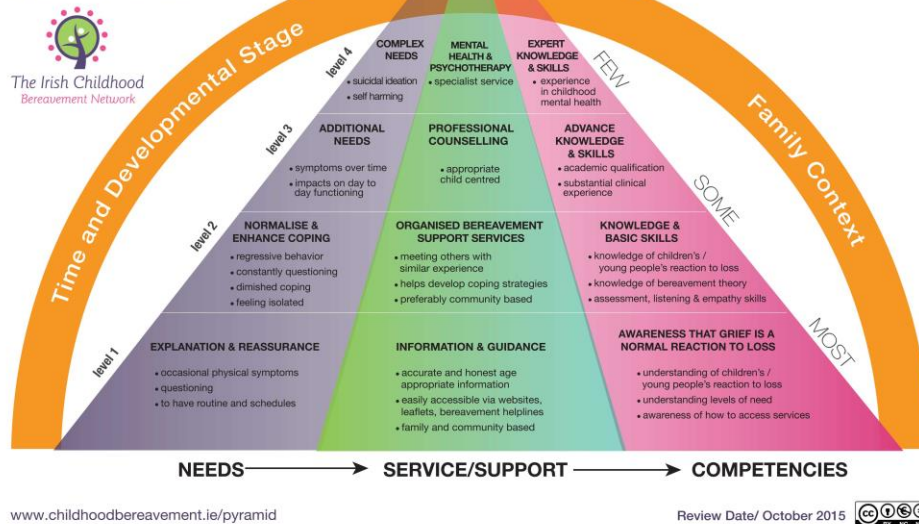 The Irish Childhood
Bereavement Network
Time and Developmental Stage
Family Context
level 4
COMPLEX
NEEDS
• suicidal ideation
• self harming
MENTAL
HEALTH &
PSYCHOTHERAPY
• specialist service
EXPERT
KNOWLEDGE
& SKILLS
• experience
in childhood
mental health
FEW
level 3
ADDITIONAL
NEEDS
• symptoms over time
• impacts on day to
day functioning
PROFESSIONAL
COUNSELLING
• appropriate
child centred
ADVANCE
KNOWLEDGE
& SKILLS
• academic qualification
• substantial clinical
experience
SOME
level 2
NORMALISE &
ENHANCE COPING
• regressive behavior
• constantly questioning
• dimished coping
• feeling isolated
ORGANISED BEREAVEMENT
SUPPORT SERVICES
• meeting others with
similar experience
• helps develop coping strategies
• preferably community based
KNOWLEDGE &
BASIC SKILLS
• knowledge of children's /
young people's reaction to loss
• knowledge of bereavement theory
• assessment, listening & empathy skills
MOST
level 1
EXPLANATION & REASSURANCE
• occasional physical symptoms
• questioning
• to have routine and schedules
INFORMATION & GUIDANCE
• accurate and honest age
appropriate information
• easily accessible via websites,
leaflets, bereavement helplines
• family and community based
AWARENESS THAT GRIEF IS A
NORMAL REACTION TO LOSS
• understanding of children's /
young people's reaction to loss
• understanding levels of need
• awareness of how to access services
NEEDS
SERVICE/SUPPORT
COMPETENCIES
www.childhoodbereavement.ie/pyramid
Review Date/ October 2015